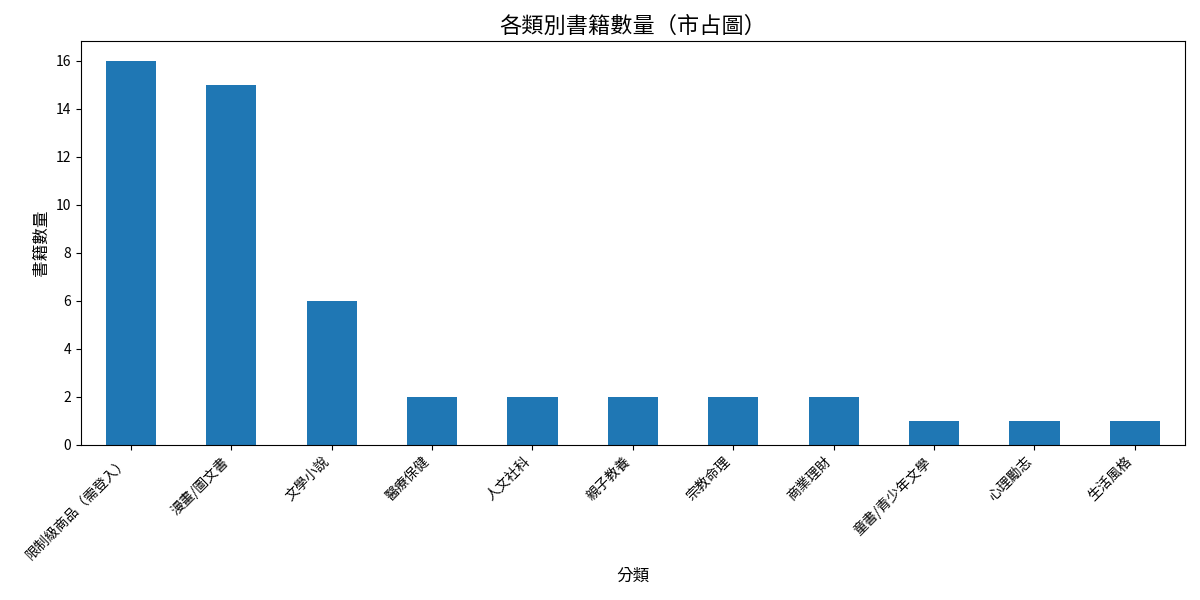 各類別書籍數量（市占圖）
書籍數量
16
14
12
10
8
6
4
2
0
限制級商品（需登入）
漫畫/圖文書
文學小說
醫療保健
人文社科
親子教養
宗教命理
商業理財
童書/青少年文學
心理勵志
生活風格
分類